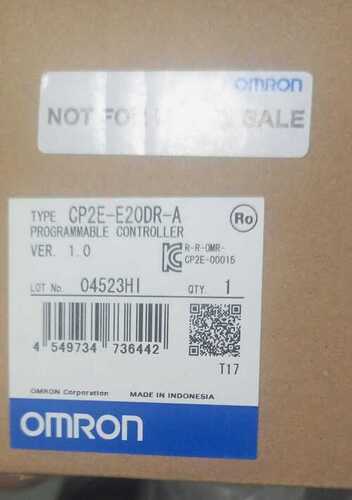 OMRON
NOT FOR SALE
TYPE CP2E-E20DR-A
PROGRAMMABLE CONTROLLER
VER. 1.0
Ro
R-R-OMR-
CP2E-00015
LOT No. 04523HI QTY. 1
4 549734 736442
T17
OMRON Corporation MADE IN INDONESIA
OMRON